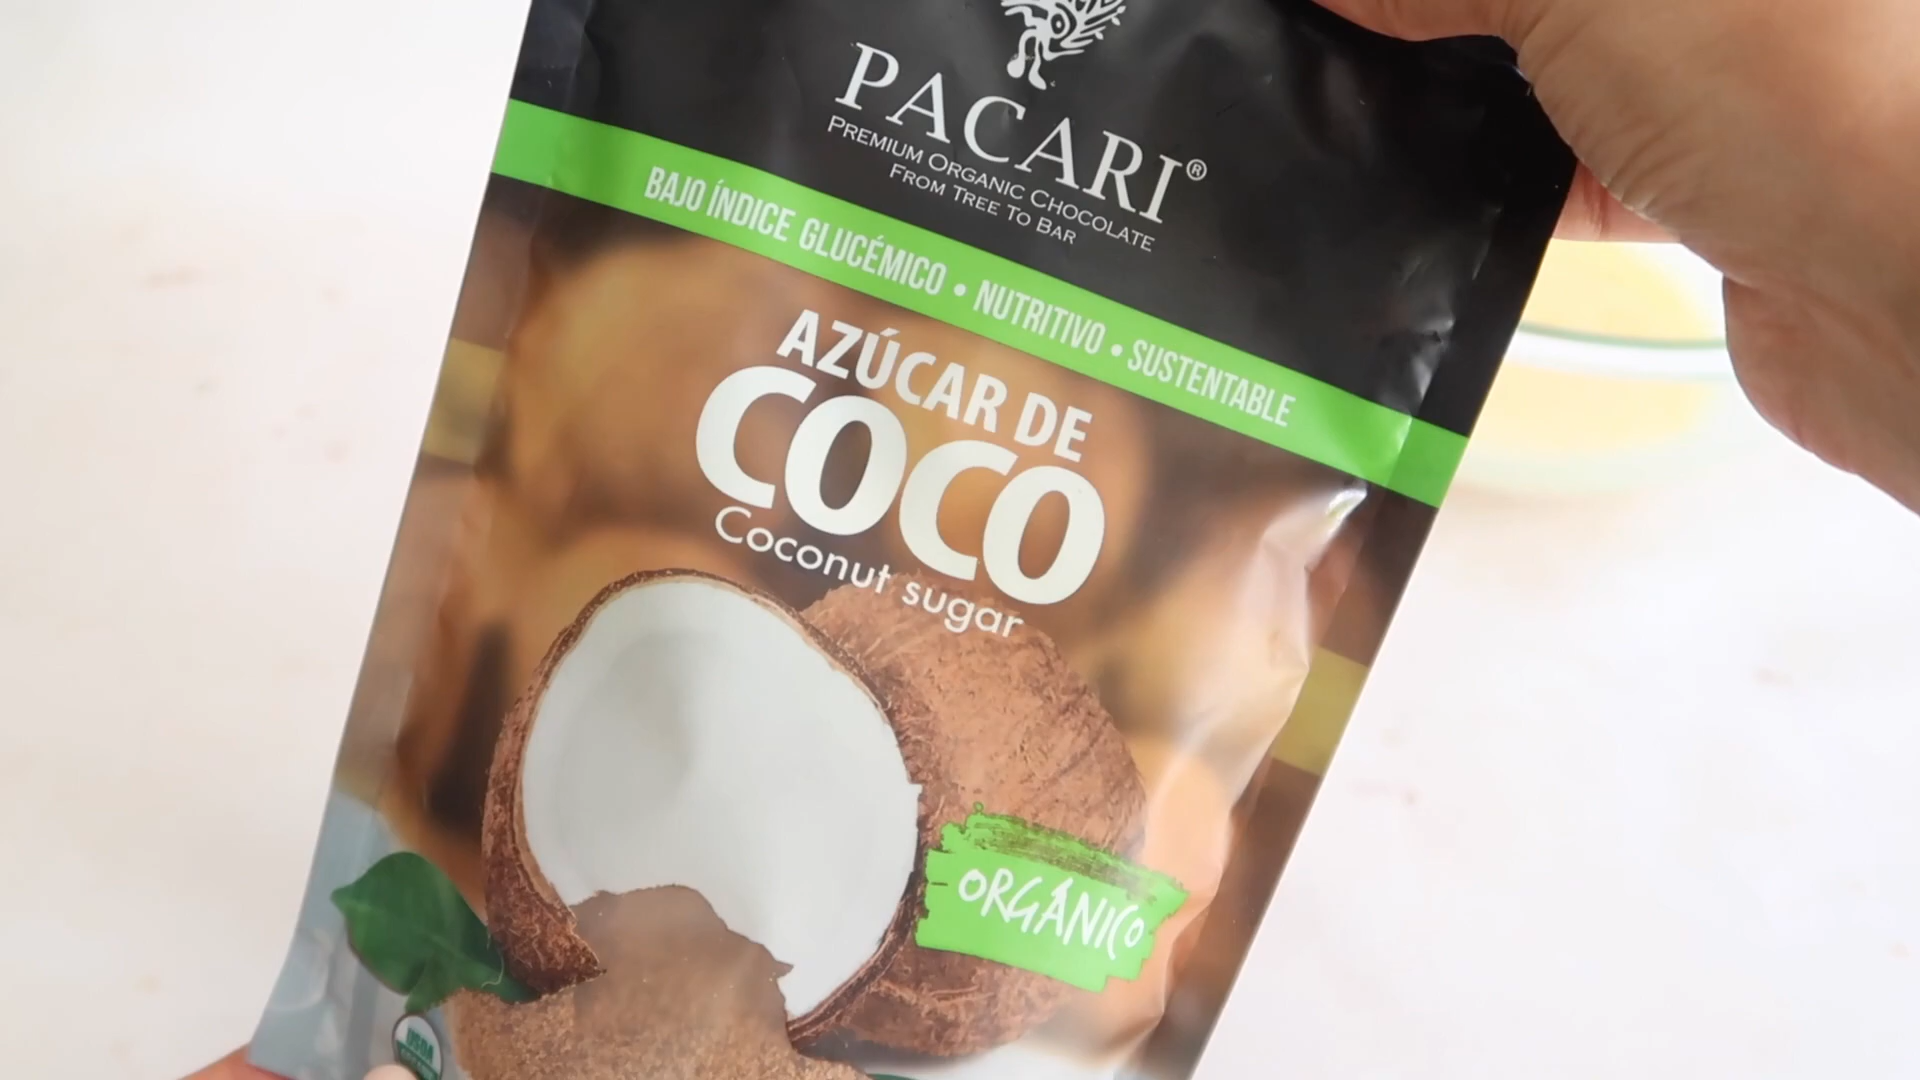 PACARI®
PREMIUM ORGANIC CHOCOLATE
FROM TREE TO BAR
BAJO ÍNDICE GLUCÉMICO • NUTRITIVO • SUSTENTABLE
AZÚCAR DE
COCO
Coconut sugar
ORGÁNICO
USDA